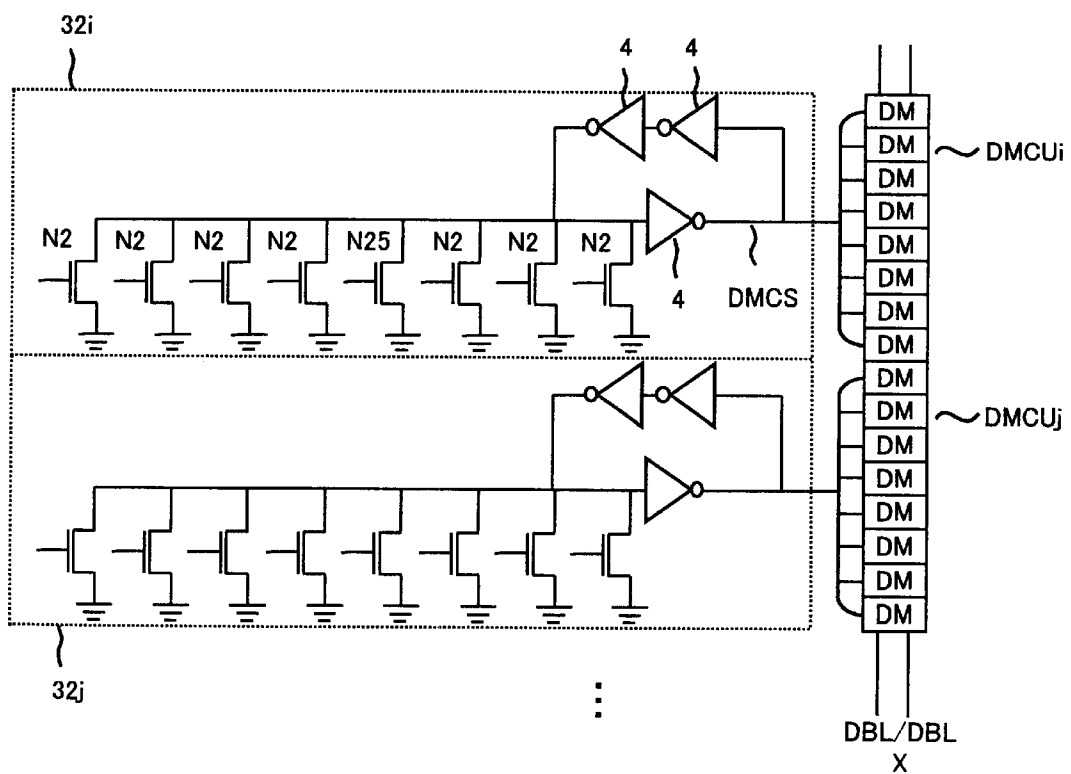 32i
4 4
DM
DM DMCUi
DM
DM
DM
DM
DM
DM
N2 N2 N2 N2 N25 N2 N2 N2
4 DMCS
DM
DM DMCUj
DM
DM
DM
DM
DM
DM
32j
DBL/DBL
X